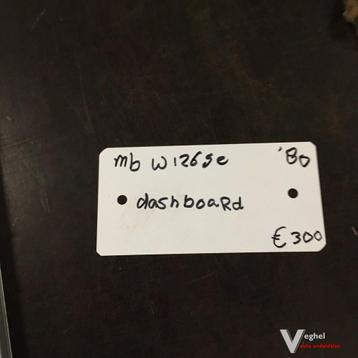 mb w126se '80
dashboard
€300
Veghel